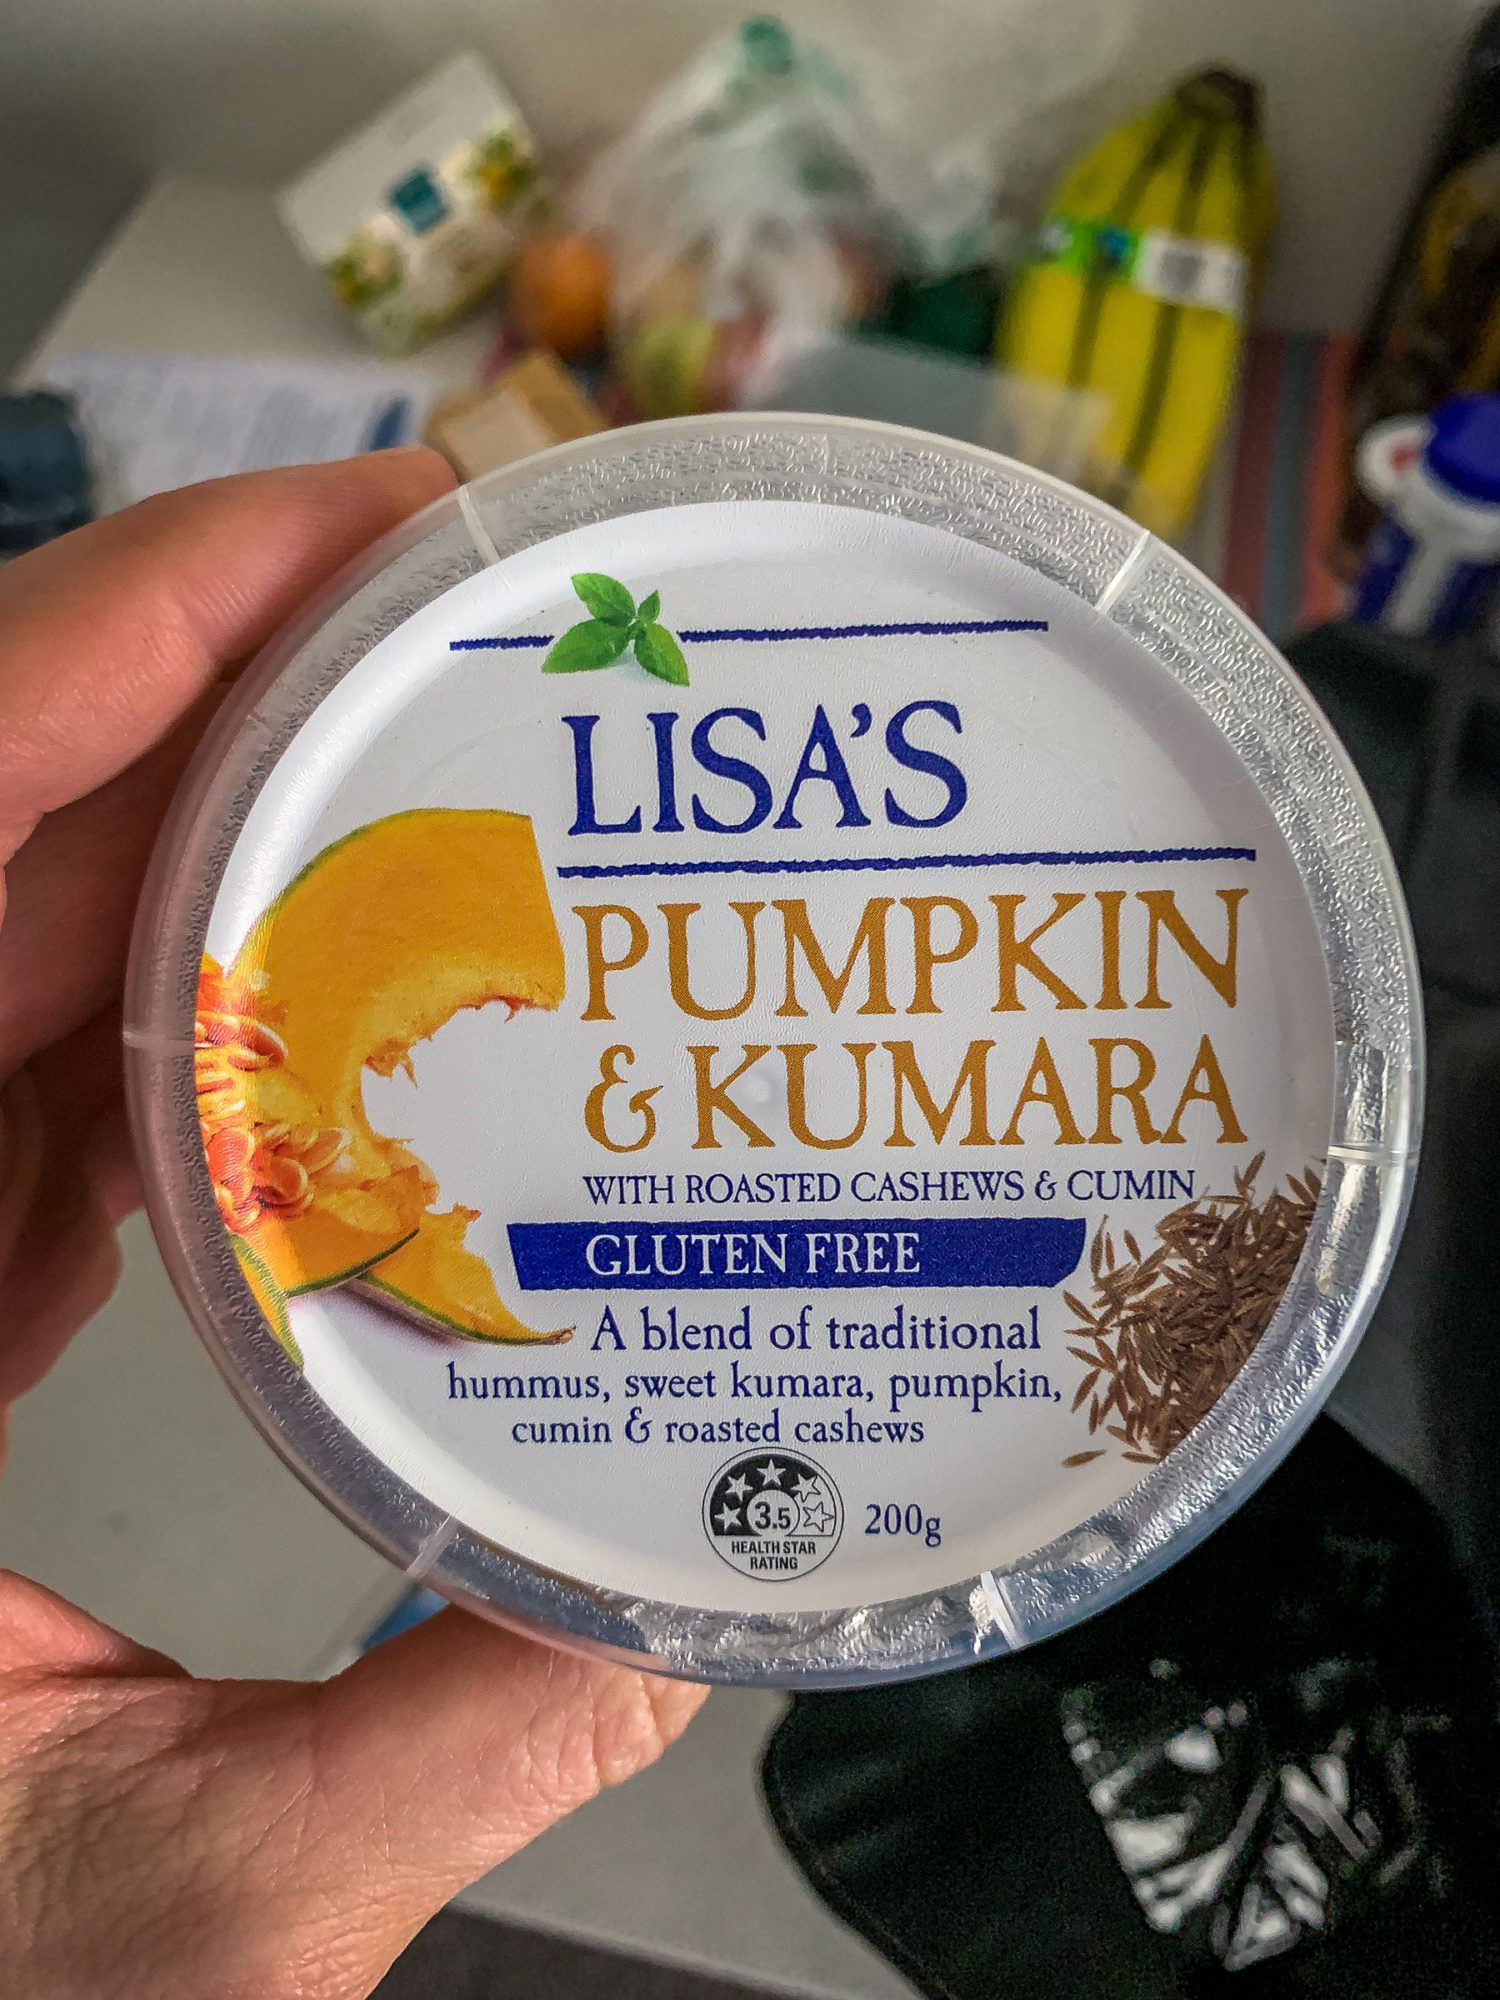 LISA'S
PUMPKIN
& KUMARA
WITH ROASTED CASHEWS & CUMIN
GLUTEN FREE
A blend of traditional
hummus, sweet kumara, pumpkin,
cumin & roasted cashews
3.5
HEALTH STAR
RATING
200g